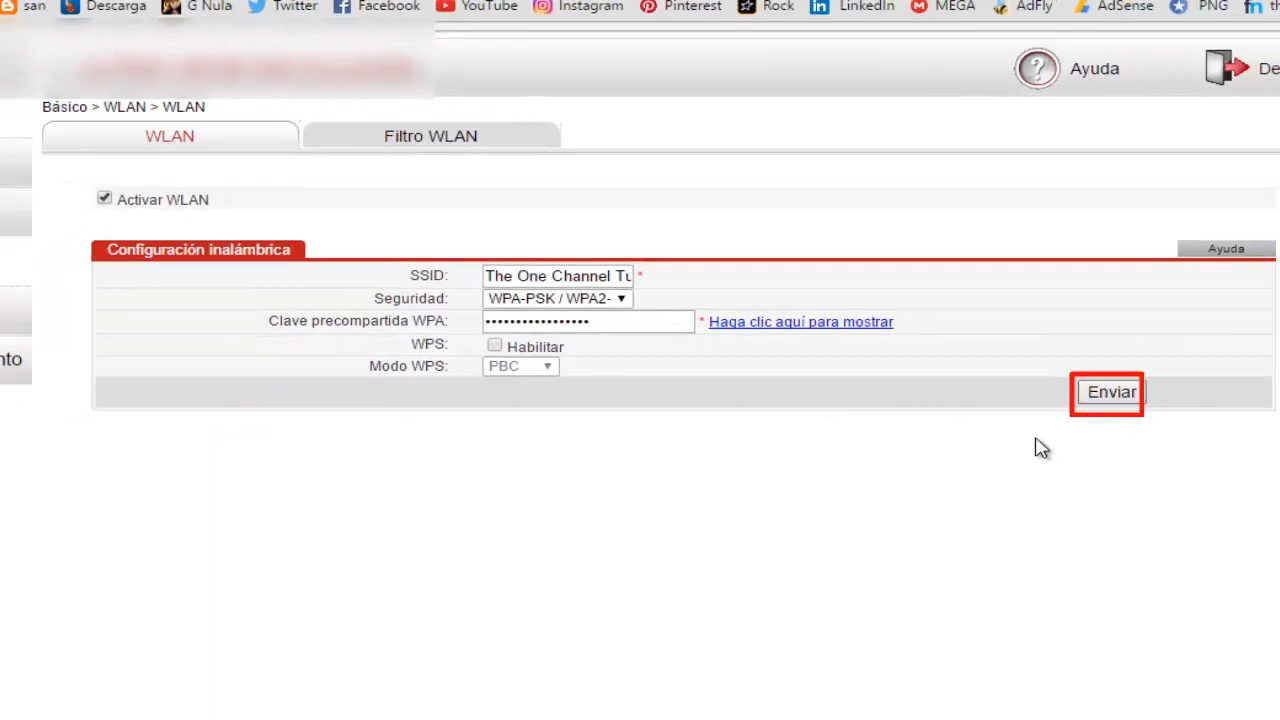 san Descarga G Nula Twitter Facebook YouTube Instagram Pinterest Rock LinkedIn MEGA AdFly AdSense PNG
Ayuda
Básico > WLAN > WLAN
WLAN Filtro WLAN
Activar WLAN
Configuración inalámbrica Ayuda
SSID: The One Channel Tu *
Seguridad: WPA-PSK / WPA2- ▼
Clave precompartida WPA: •••••••••••••••• * Haga clic aquí para mostrar
WPS: Habilitar
nto
Modo WPS: PBC ▼
Enviar